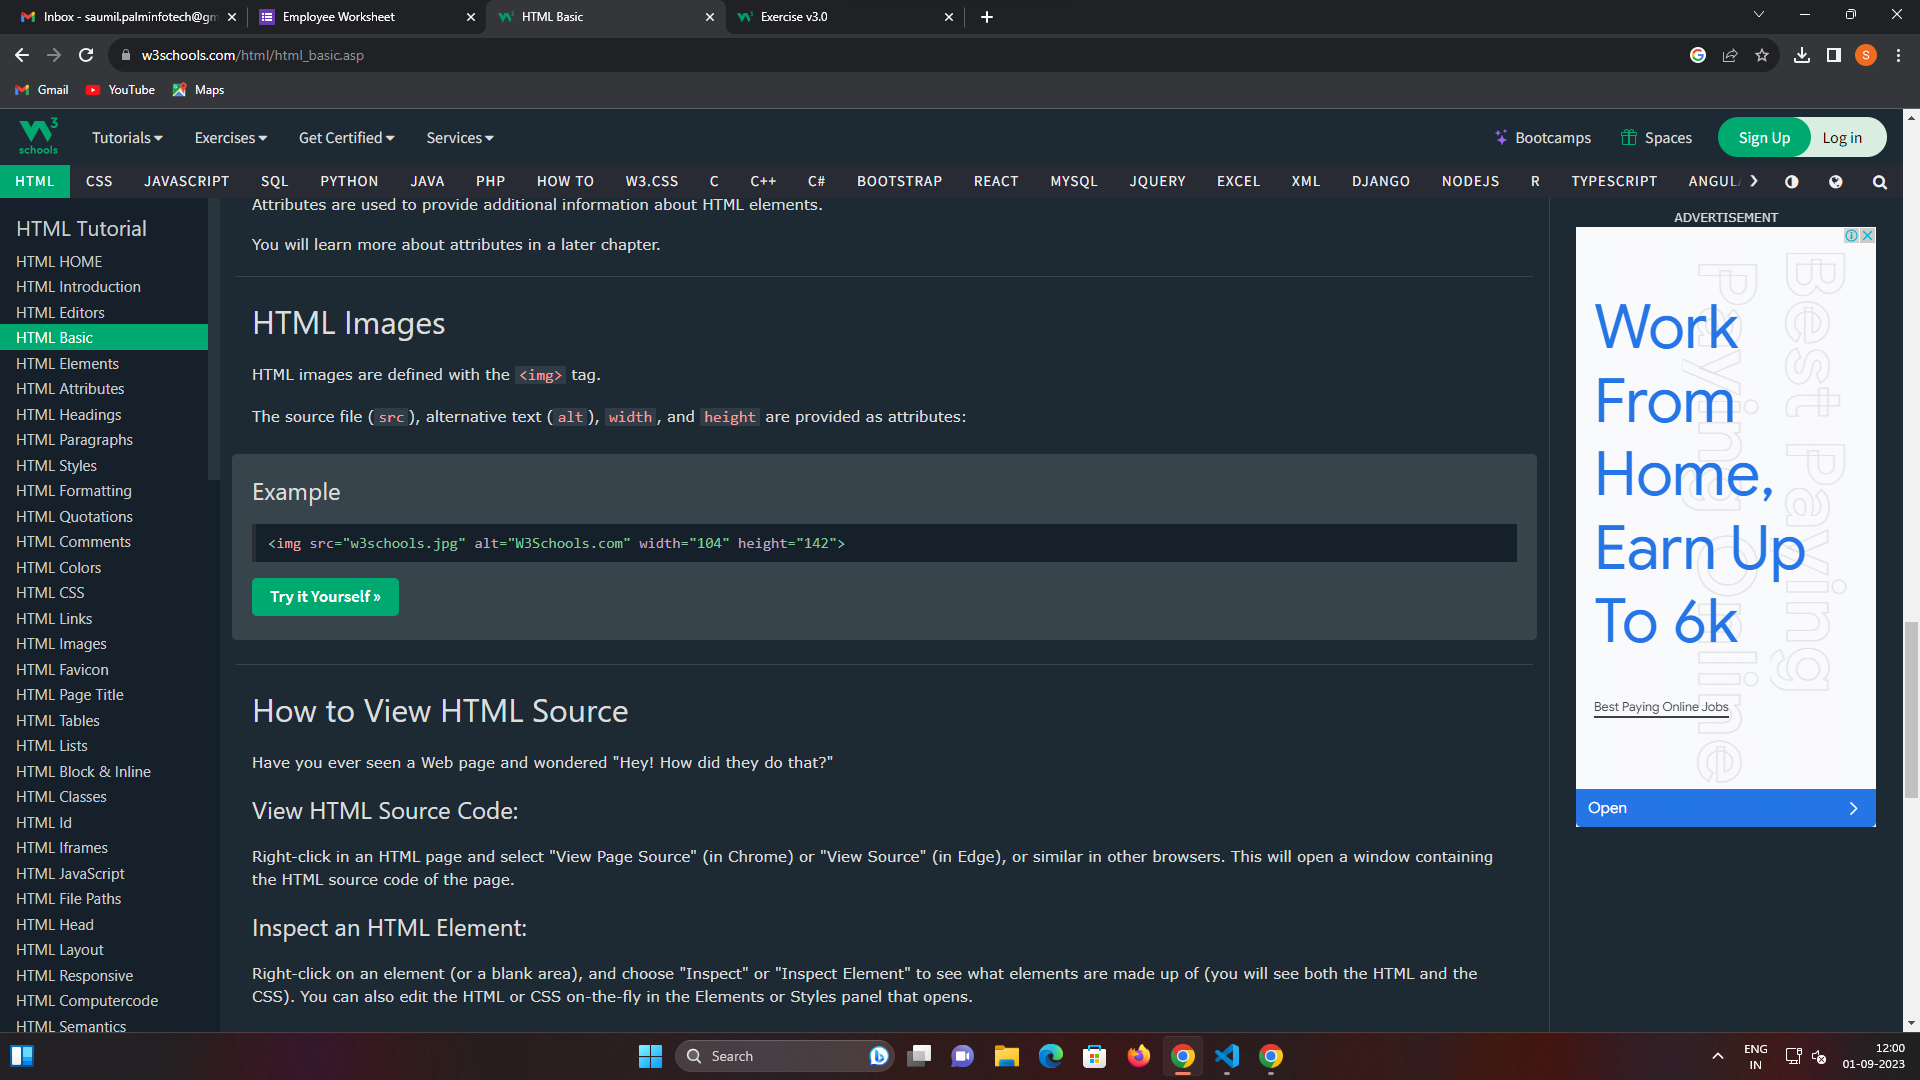 Inbox - saumil.palminfotech@gm
Employee Worksheet
HTML Basic
Exercise v3.0
w3schools.com/html/html_basic.asp
S
Gmail
YouTube
Maps
W3
schools
Tutorials
Exercises
Get Certified
Services
Bootcamps
Spaces
Sign Up
Log in
HTML
CSS
JAVASCRIPT
SQL
PYTHON
JAVA
PHP
HOW TO
W3.CSS
C
C++
C#
BOOTSTRAP
REACT
MYSQL
JQUERY
EXCEL
XML
DJANGO
NODEJS
R
TYPESCRIPT
ANGUL
HTML Tutorial
HTML HOME
HTML Introduction
HTML Editors
HTML Basic
HTML Elements
HTML Attributes
HTML Headings
HTML Paragraphs
HTML Styles
HTML Formatting
HTML Quotations
HTML Comments
HTML Colors
HTML CSS
HTML Links
HTML Images
HTML Favicon
HTML Page Title
HTML Tables
HTML Lists
HTML Block & Inline
HTML Classes
HTML Id
HTML Iframes
HTML JavaScript
HTML File Paths
HTML Head
HTML Layout
HTML Responsive
HTML Computercode
HTML Semantics
Attributes are used to provide additional information about HTML elements.
You will learn more about attributes in a later chapter.
HTML Images
HTML images are defined with the <img> tag.
The source file (src), alternative text (alt), width, and height are provided as attributes:
Example
<img src="w3schools.jpg" alt="W3Schools.com" width="104" height="142">
Try it Yourself »
How to View HTML Source
Have you ever seen a Web page and wondered "Hey! How did they do that?"
View HTML Source Code:
Right-click in an HTML page and select "View Page Source" (in Chrome) or "View Source" (in Edge), or similar in other browsers. This will open a window containing
the HTML source code of the page.
Inspect an HTML Element:
Right-click on an element (or a blank area), and choose "Inspect" or "Inspect Element" to see what elements are made up of (you will see both the HTML and the
CSS). You can also edit the HTML or CSS on-the-fly in the Elements or Styles panel that opens.
ADVERTISEMENT
Best Paying
Paying Online
Work
From
Home,
Earn Up
To 6k
Best Paying Online Jobs
Open
Search
ENG
IN
12:00
01-09-2023